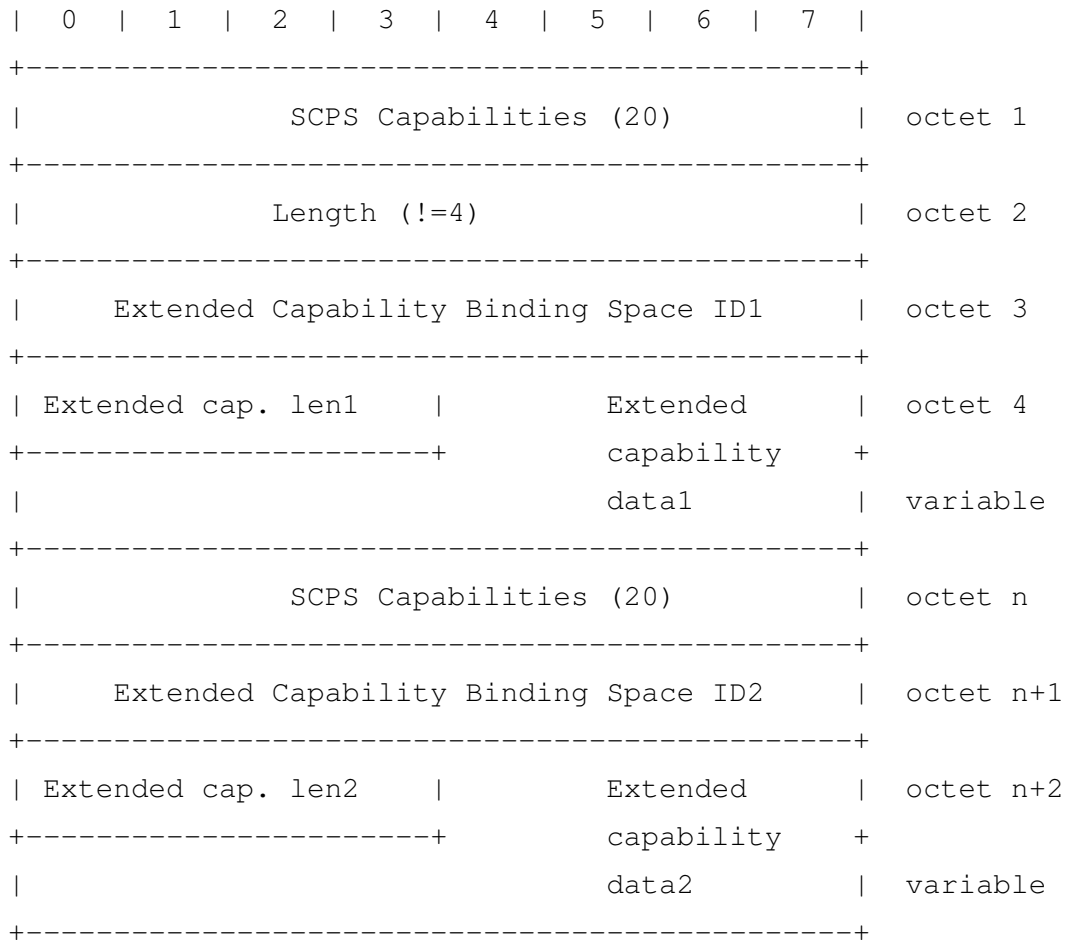 |  0  |  1  |  2  |  3  |  4  |  5  |  6  |  7  |
+-----------------------------------------------+
|               SCPS Capabilities (20)          |  octet 1
+-----------------------------------------------+
|              Length (!=4)                     |  octet 2
+-----------------------------------------------+
|     Extended Capability Binding Space ID1     |  octet 3
+-----------------------------------------------+
| Extended cap. len1    |         Extended      |  octet 4
+-----------------------+         capability    +
|                                 data1         |  variable
+-----------------------------------------------+
|               SCPS Capabilities (20)          |  octet n
+-----------------------------------------------+
|     Extended Capability Binding Space ID2     |  octet n+1
+-----------------------------------------------+
| Extended cap. len2    |         Extended      |  octet n+2
+-----------------------+         capability    +
|                                 data2         |  variable
+-----------------------------------------------+